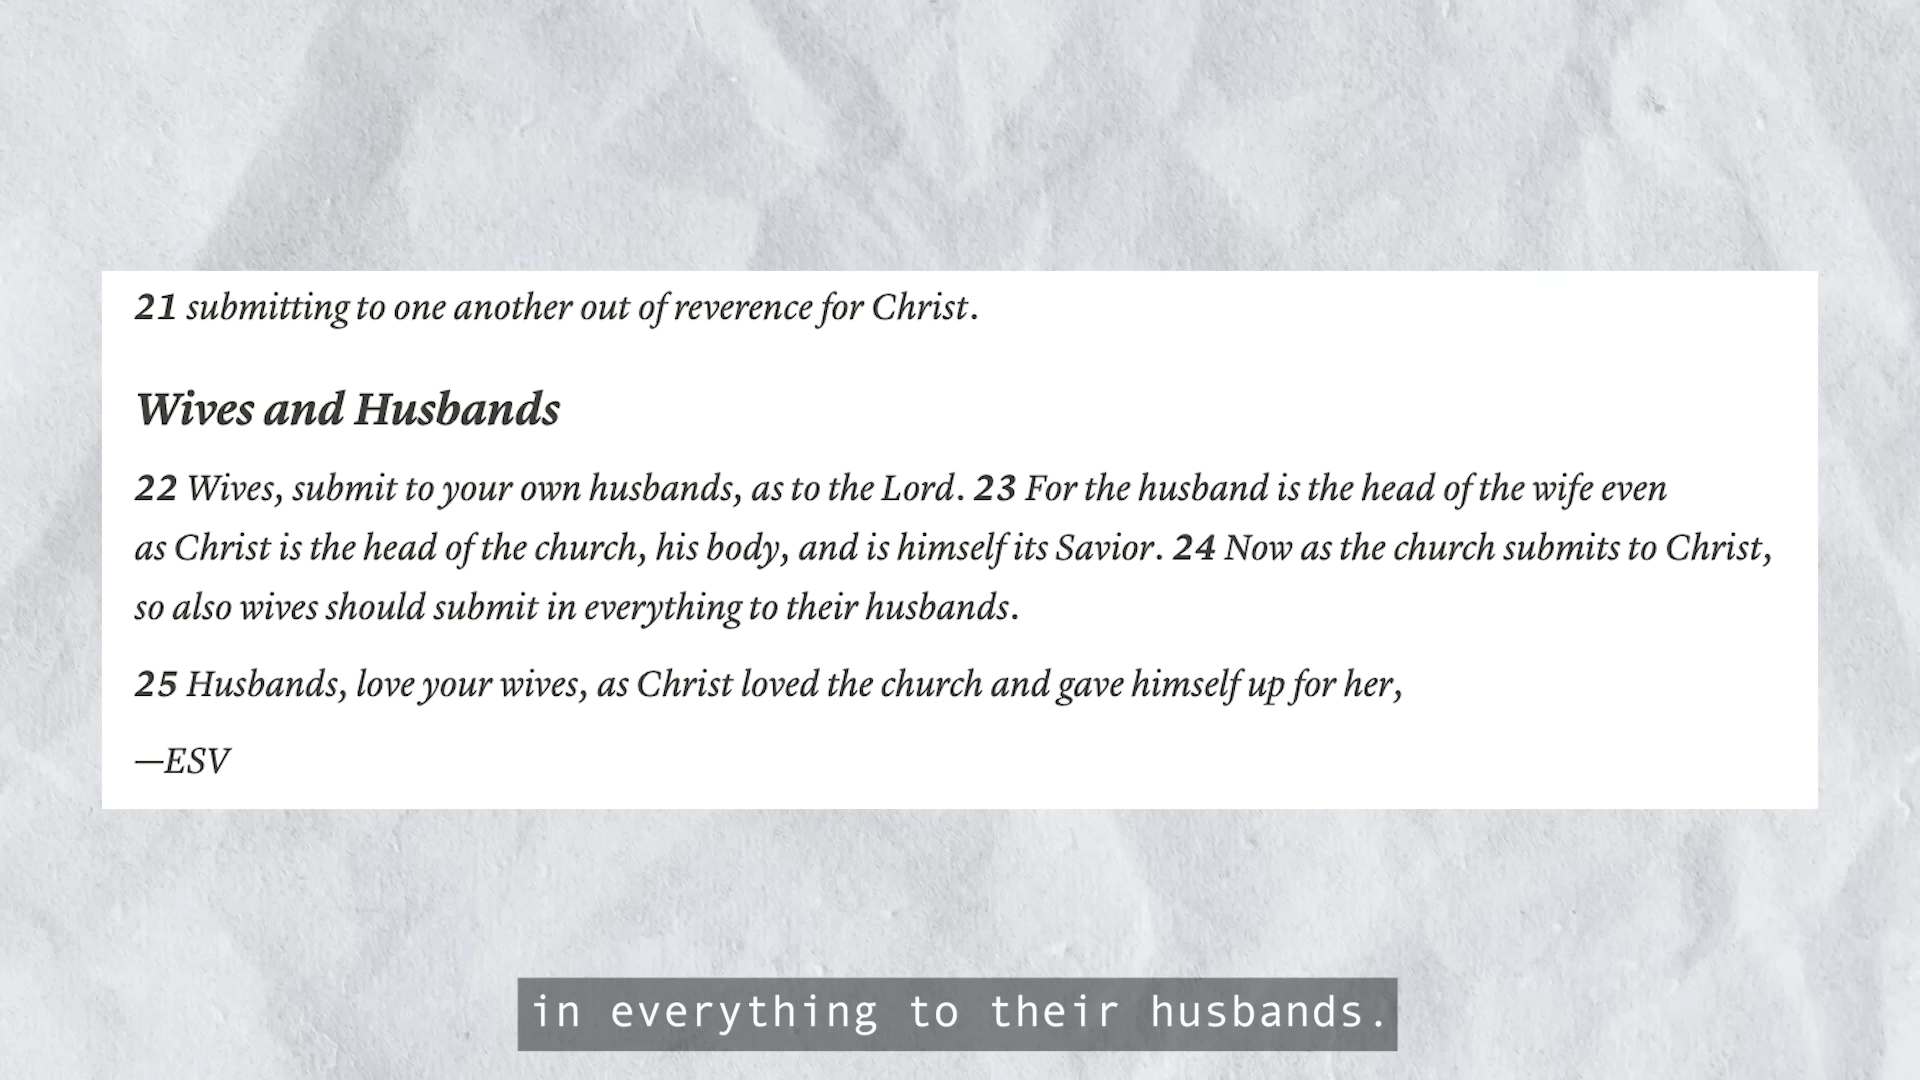 21 submitting to one another out of reverence for Christ.
Wives and Husbands
22 Wives, submit to your own husbands, as to the Lord. 23 For the husband is the head of the wife even
as Christ is the head of the church, his body, and is himself its Savior. 24 Now as the church submits to Christ,
so also wives should submit in everything to their husbands.
25 Husbands, love your wives, as Christ loved the church and gave himself up for her,
—ESV
in everything to their husbands.